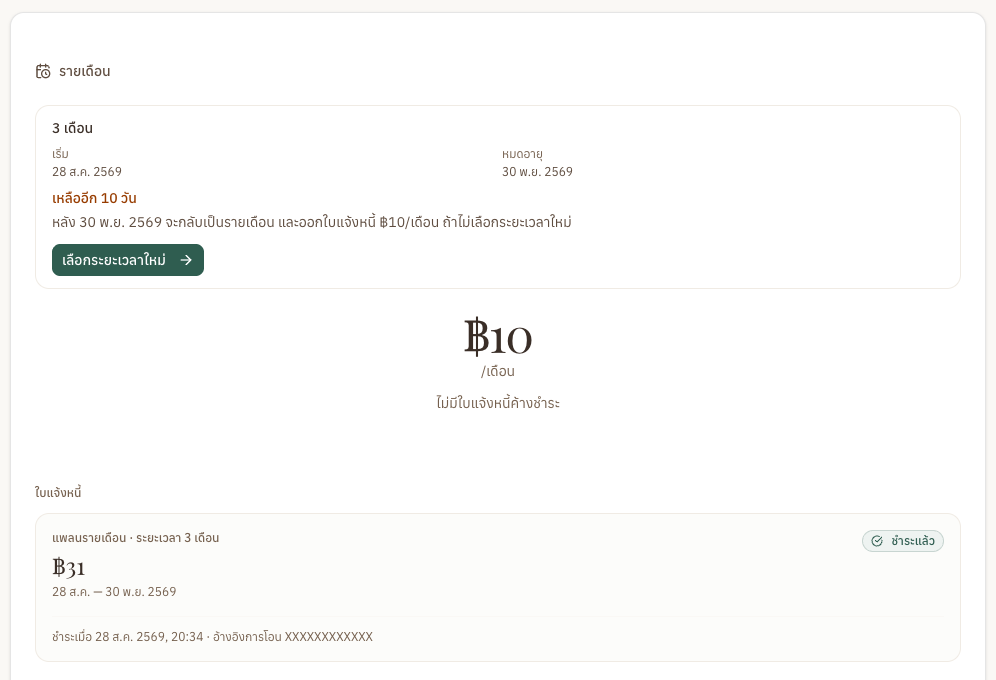 รายเดือน
3 เดือน
เริ่ม
28 ส.ค. 2569
หมดอายุ
30 พ.ย. 2569
เหลืออีก 10 วัน
หลัง 30 พ.ย. 2569 จะกลับเป็นรายเดือน และออกใบแจ้งหนี้ ฿10/เดือน ถ้าไม่เลือกระยะเวลาใหม่
เลือกระยะเวลาใหม่ →
฿10
/เดือน
ไม่มีใบแจ้งหนี้ค้างชำระ
ใบแจ้งหนี้
แพลนรายเดือน · ระยะเวลา 3 เดือน
ชำระแล้ว
฿31
28 ส.ค. — 30 พ.ย. 2569
ชำระเมื่อ 28 ส.ค. 2569, 20:34 · อ้างอิงการโอน XXXXXXXXXXXX